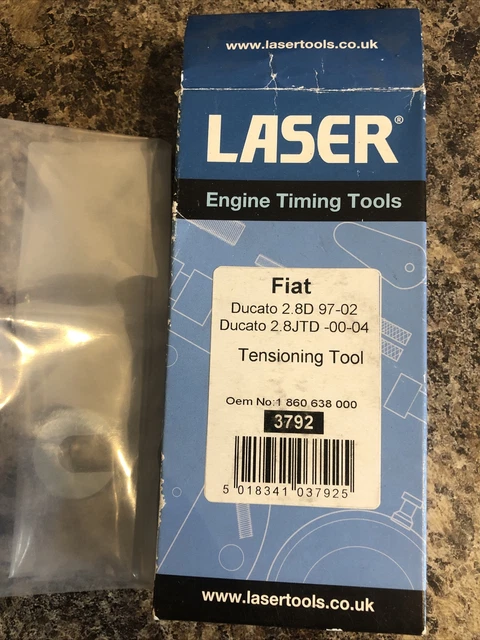 www.lasertools.co.uk
LASER®
Engine Timing Tools
Fiat
Ducato 2.8D 97-02
Ducato 2.8JTD -00-04
Tensioning Tool
Oem No:1 860 638 000
3792
5 018341 037925
www.lasertools.co.uk